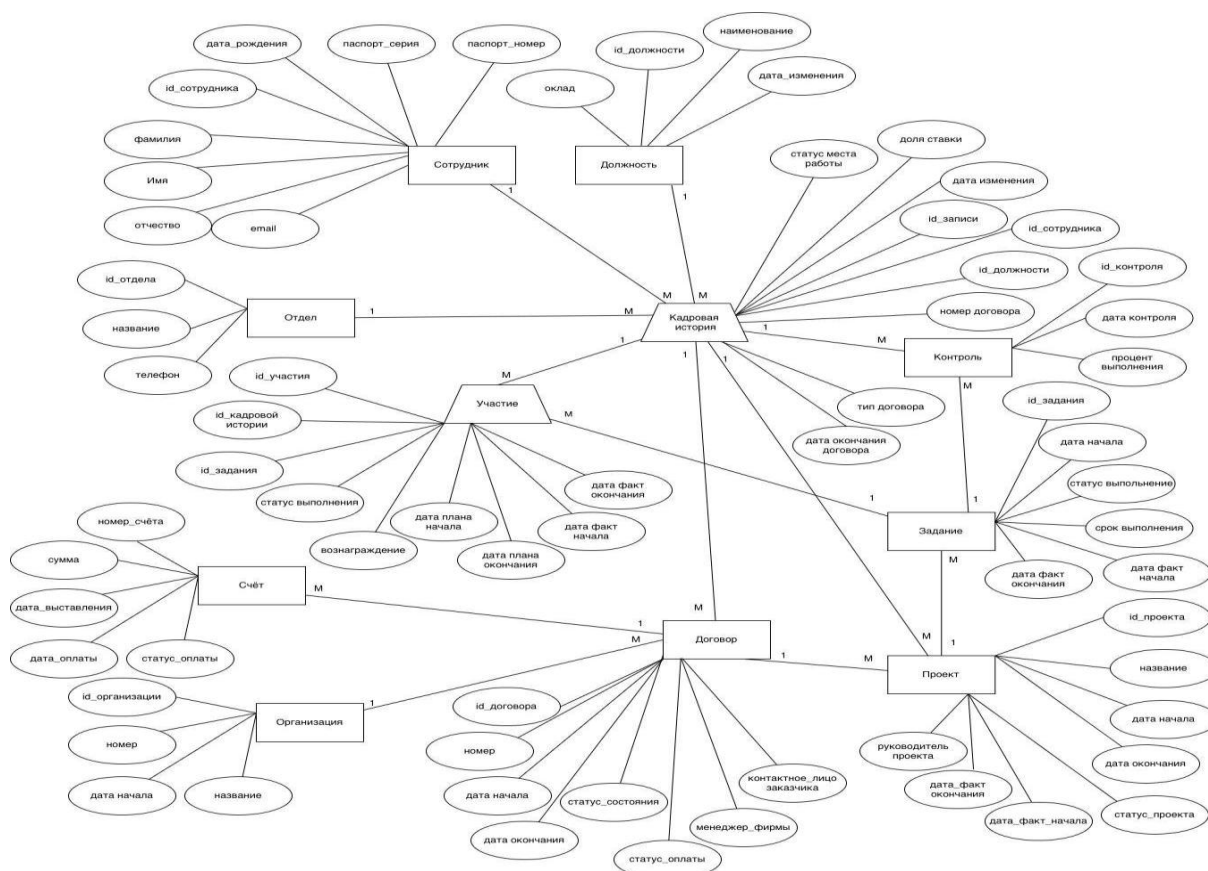 наименование
дата_рождения
паспорт_серия
паспорт_номер
id_должности
дата_изменения
id_сотрудника
оклад
фамилия
доля ставки
статус места
работы
Сотрудник
Должность
Имя
дата изменения
1
1
отчество
email
id_записи
id_сотрудника
id_отдела
id_должности
id_контроля
М
М
название
Отдел
1
М
Кадровая
история
номер договора
дата контроля
1
1
1
1
М
Контроль
процент
выполнения
телефон
id_участия
М
М
id_задания
Участие
М
тип договора
id_кадровой
истории
дата окончания
договора
дата начала
id_задания
статус выполнения
дата факт
окончания
статус выпольнение
1
1
номер_счёта
дата плана
начала
дата факт
начала
Задание
срок выполнения
вознаграждение
дата плана
окончания
сумма
Счёт
М
дата факт
окончания
дата факт
начала
М
дата_выставления
М
id_проекта
1
Договор
М
1
дата_оплаты
статус_оплаты
М
1
М
Проект
название
id_организации
id_договора
1
Организация
номер
номер
дата начала
руководитель
проекта
дата окончания
контактное_лицо
заказчика
дата начала
название
дата начала
статус_состояния
дата_факт
окончания
менеджер_фирмы
дата_факт_начала
статус_проекта
дата окончания
статус_оплаты